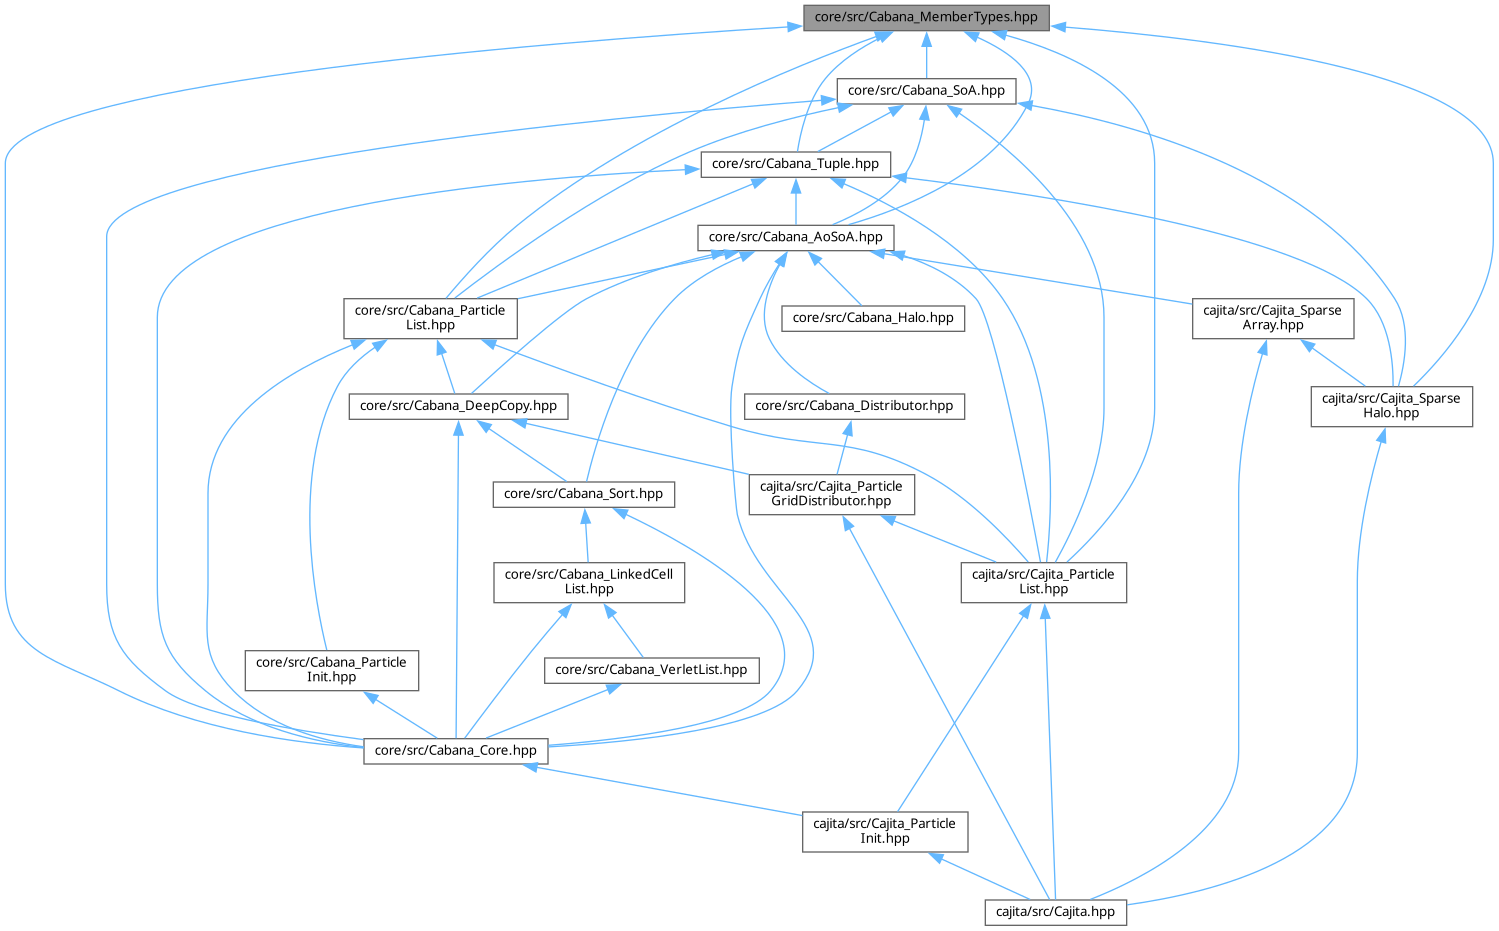 core/src/Cabana_MemberTypes.hpp
core/src/Cabana_SoA.hpp
core/src/Cabana_Tuple.hpp
core/src/Cabana_AoSoA.hpp
core/src/Cabana_Particle
List.hpp
core/src/Cabana_Halo.hpp
cajita/src/Cajita_Sparse
Array.hpp
core/src/Cabana_DeepCopy.hpp
core/src/Cabana_Distributor.hpp
cajita/src/Cajita_Sparse
Halo.hpp
core/src/Cabana_Sort.hpp
cajita/src/Cajita_Particle
GridDistributor.hpp
core/src/Cabana_LinkedCell
List.hpp
cajita/src/Cajita_Particle
List.hpp
core/src/Cabana_Particle
Init.hpp
core/src/Cabana_VerletList.hpp
core/src/Cabana_Core.hpp
cajita/src/Cajita_Particle
Init.hpp
cajita/src/Cajita.hpp